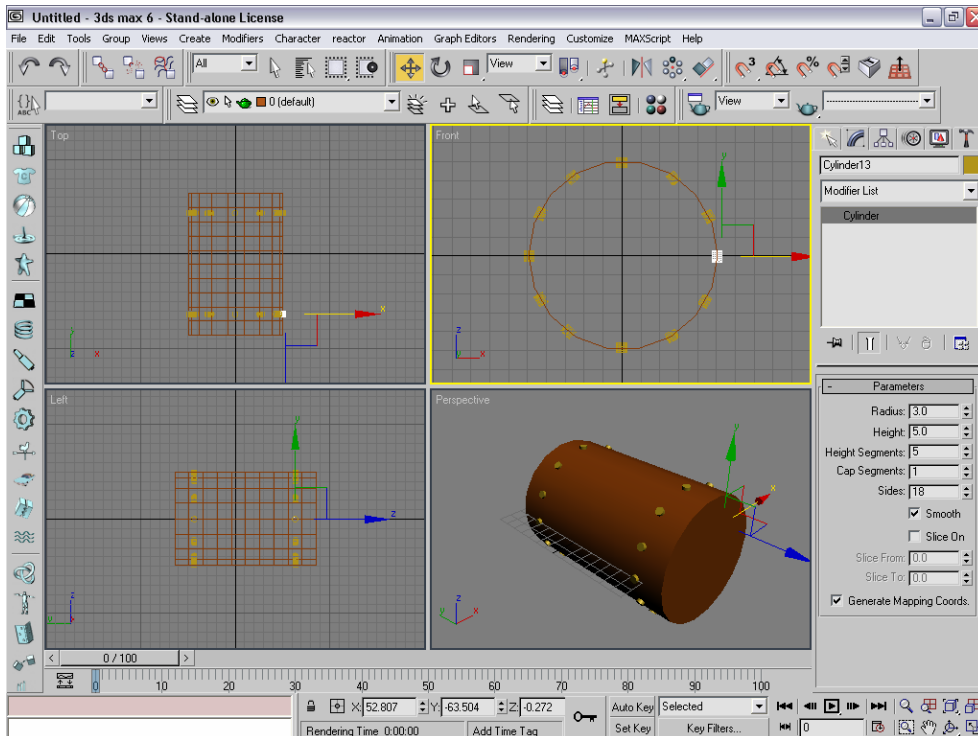 Untitled - 3ds max 6 - Stand-alone License
File Edit Tools Group Views Create Modifiers Character reactor Animation Graph Editors Rendering Customize MAXScript Help
All View
ABC 0 (default) View
Top Front
y
x
x
y
z x
z
x
Cylinder13
Modifier List
Cylinder
Left Perspective
y
z
z
y
y
x
z
y x
- Parameters
Radius: 3.0
Height: 5.0
Height Segments: 5
Cap Segments: 1
Sides: 18
Smooth
Slice On
Slice From: 0.0
Slice To: 0.0
Generate Mapping Coords.
< 0 / 100 >
0 10 20 30 40 50 60 70 80 90 100
X: 52.807 Y: -63.504 Z: -0.272 Auto Key Selected
Rendering Time 0:00:00 Add Time Tag Set Key Key Filters... 0